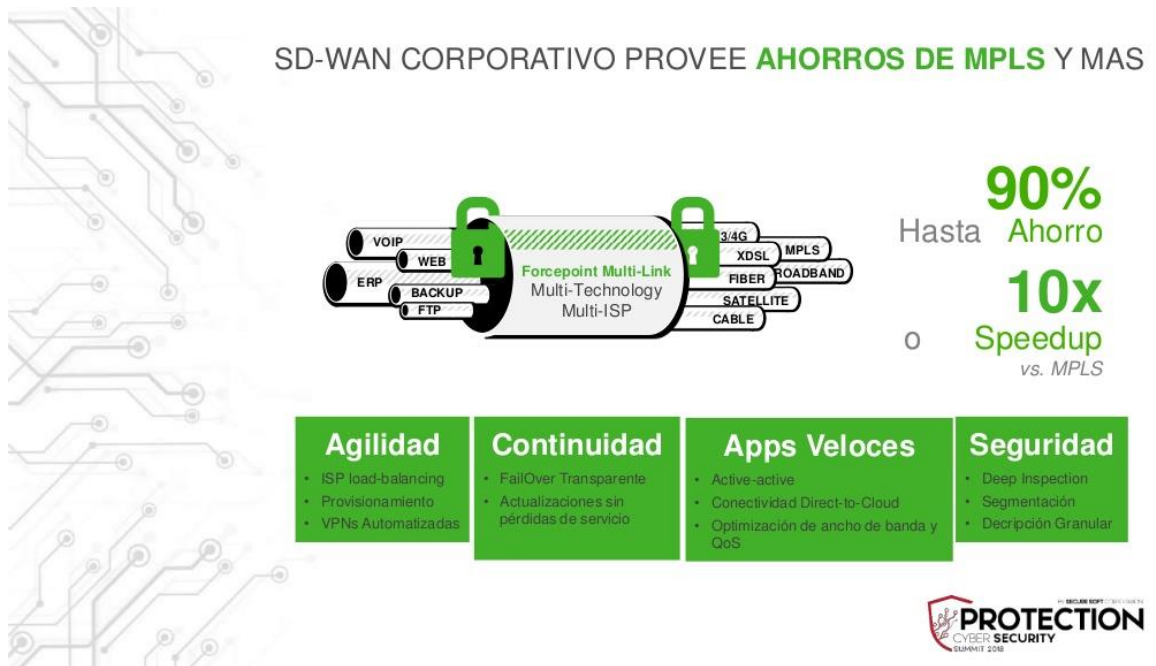 SD-WAN CORPORATIVO PROVEE AHORROS DE MPLS Y MAS
VOIP
WEB
ERP
BACKUP
FTP
Forcepoint Multi-Link
Multi-Technology
Multi-ISP
3/4G
MPLS
XDSL
ROADBAND
FIBER
SATELLITE
CABLE
90%
Hasta Ahorro
10x
o Speedup
vs. MPLS
Agilidad
• ISP load-balancing
• Provisionamiento
• VPNs Automatizadas
Continuidad
• FailOver Transparente
• Actualizaciones sin
pérdidas de servicio
Apps Veloces
• Active-active
• Conectividad Direct-to-Cloud
• Optimización de ancho de banda y
QoS
Seguridad
• Deep Inspection
• Segmentación
• Decripción Granular
PROTECTION
CYBER SECURITY
SUMMIT 2018